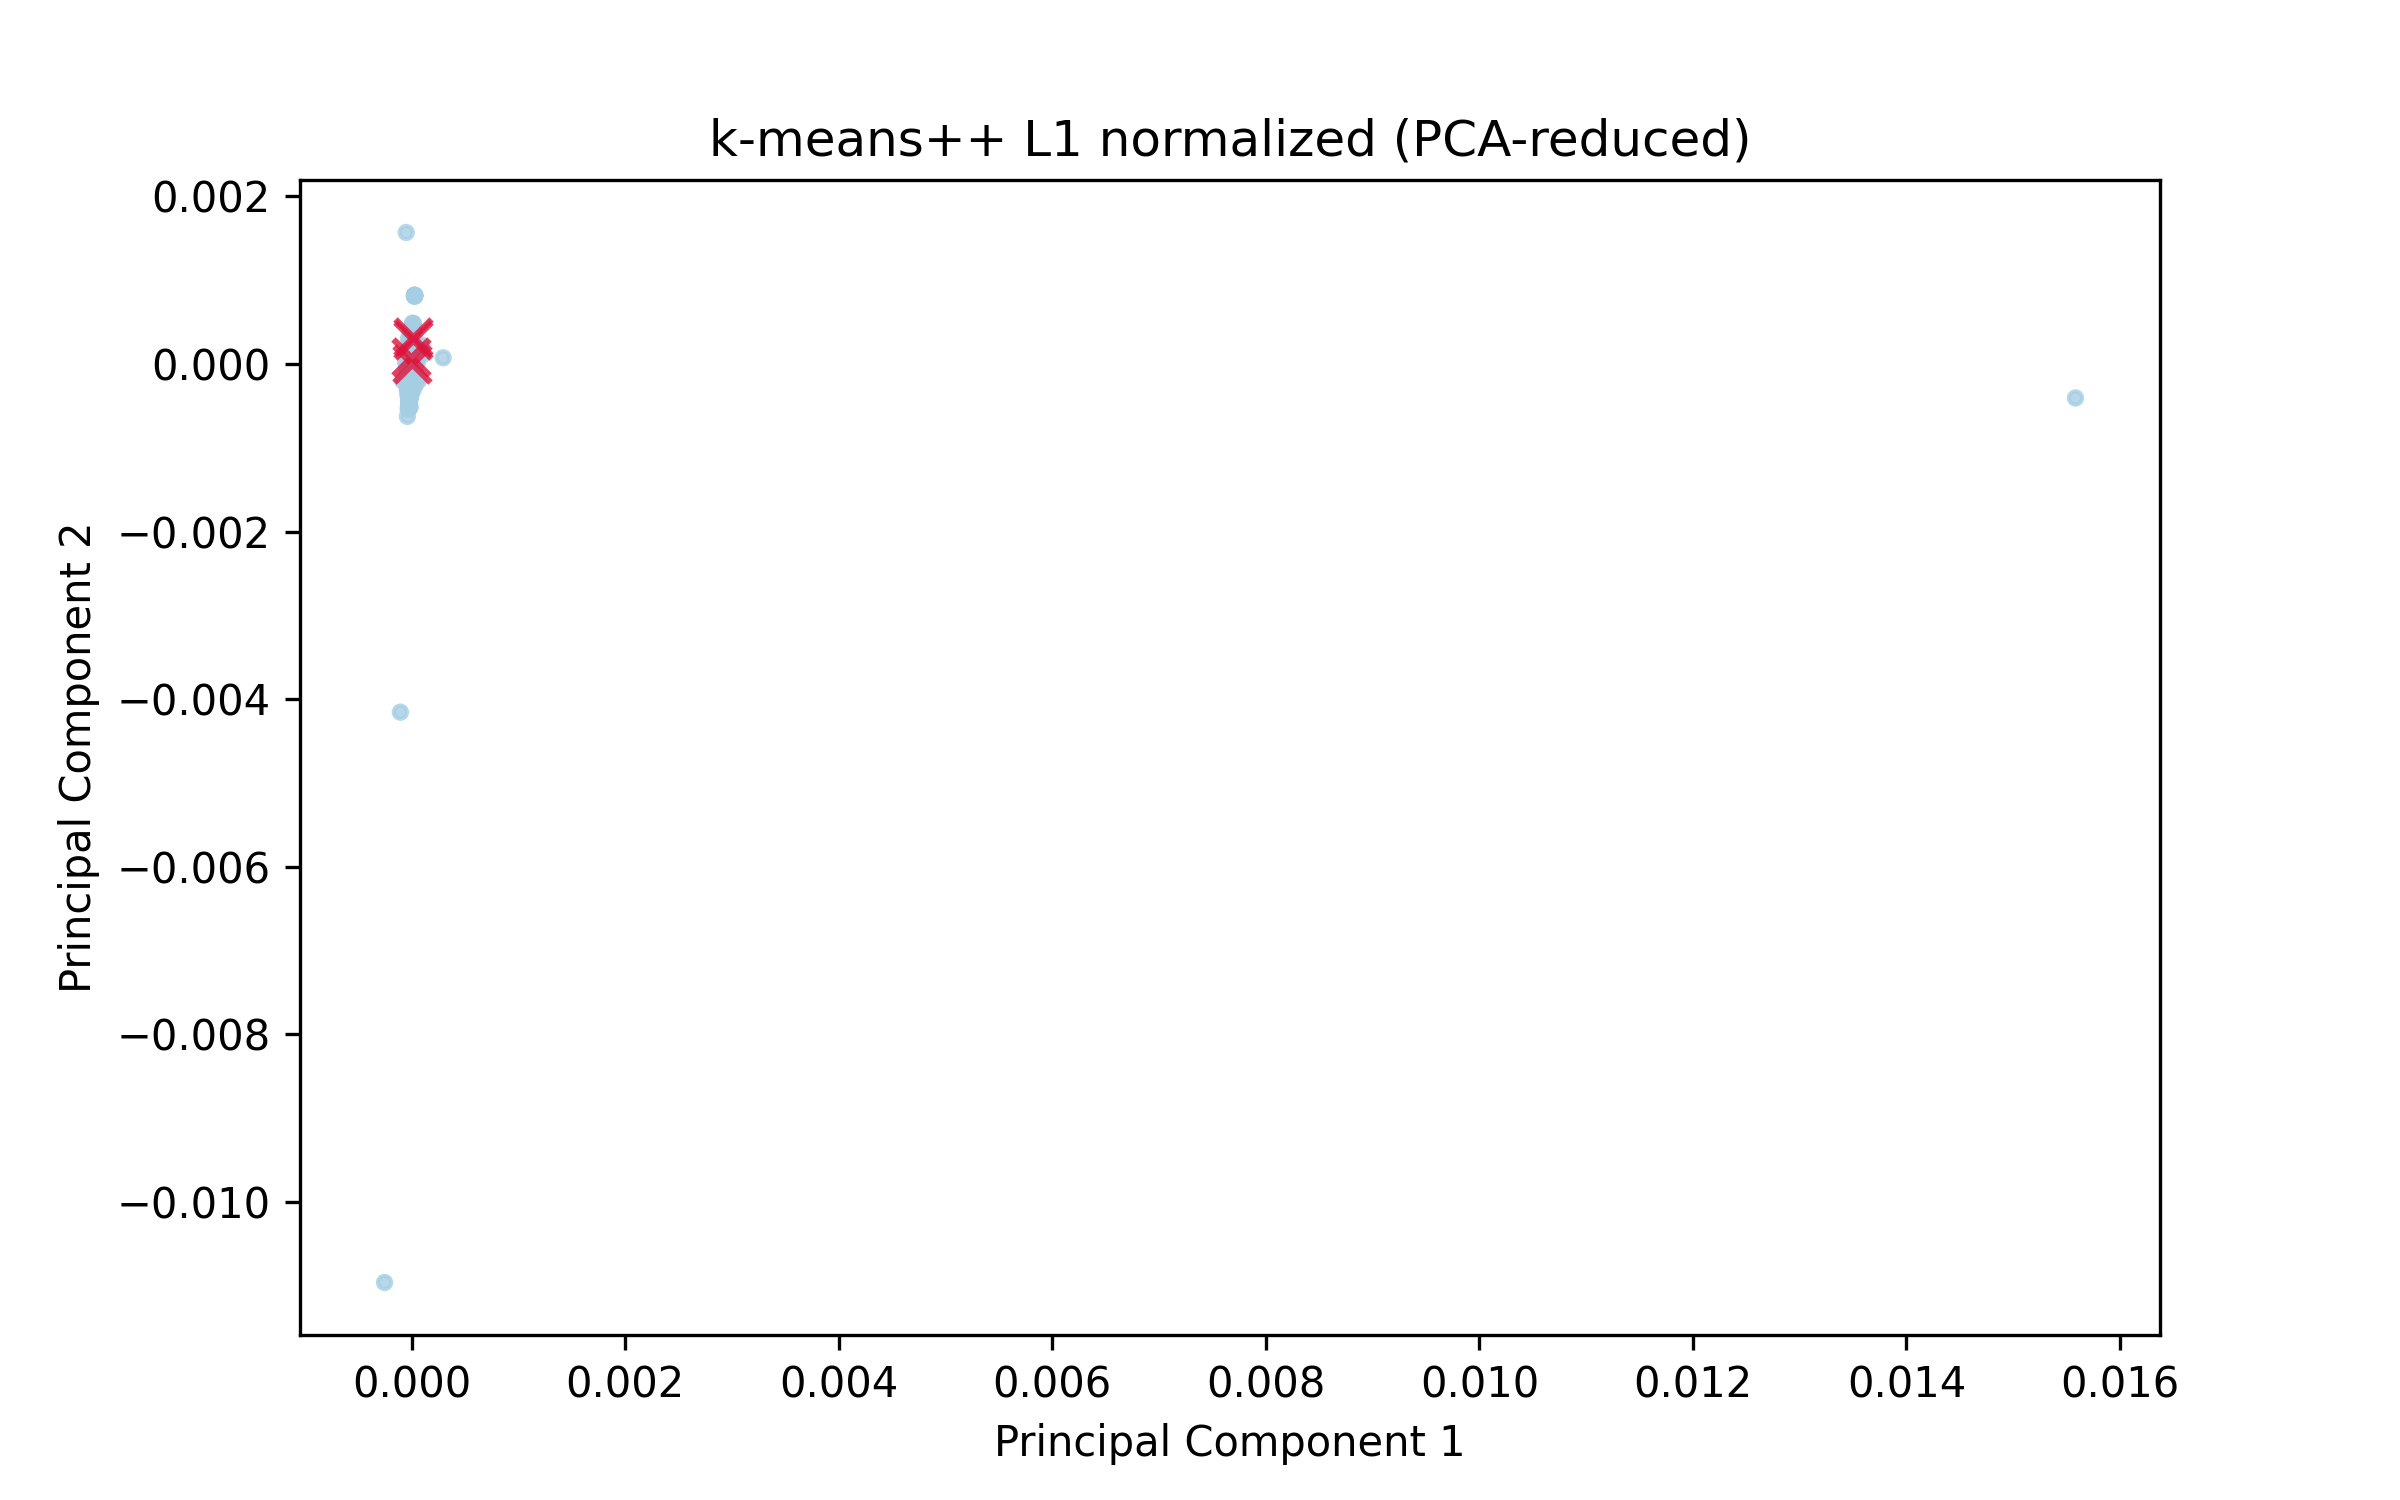 k-means++ L1 normalized (PCA-reduced)
0.002
0.000
−0.002
−0.004
−0.006
−0.008
−0.010
Principal Component 2
0.000 0.002 0.004 0.006 0.008 0.010 0.012 0.014 0.016
Principal Component 1